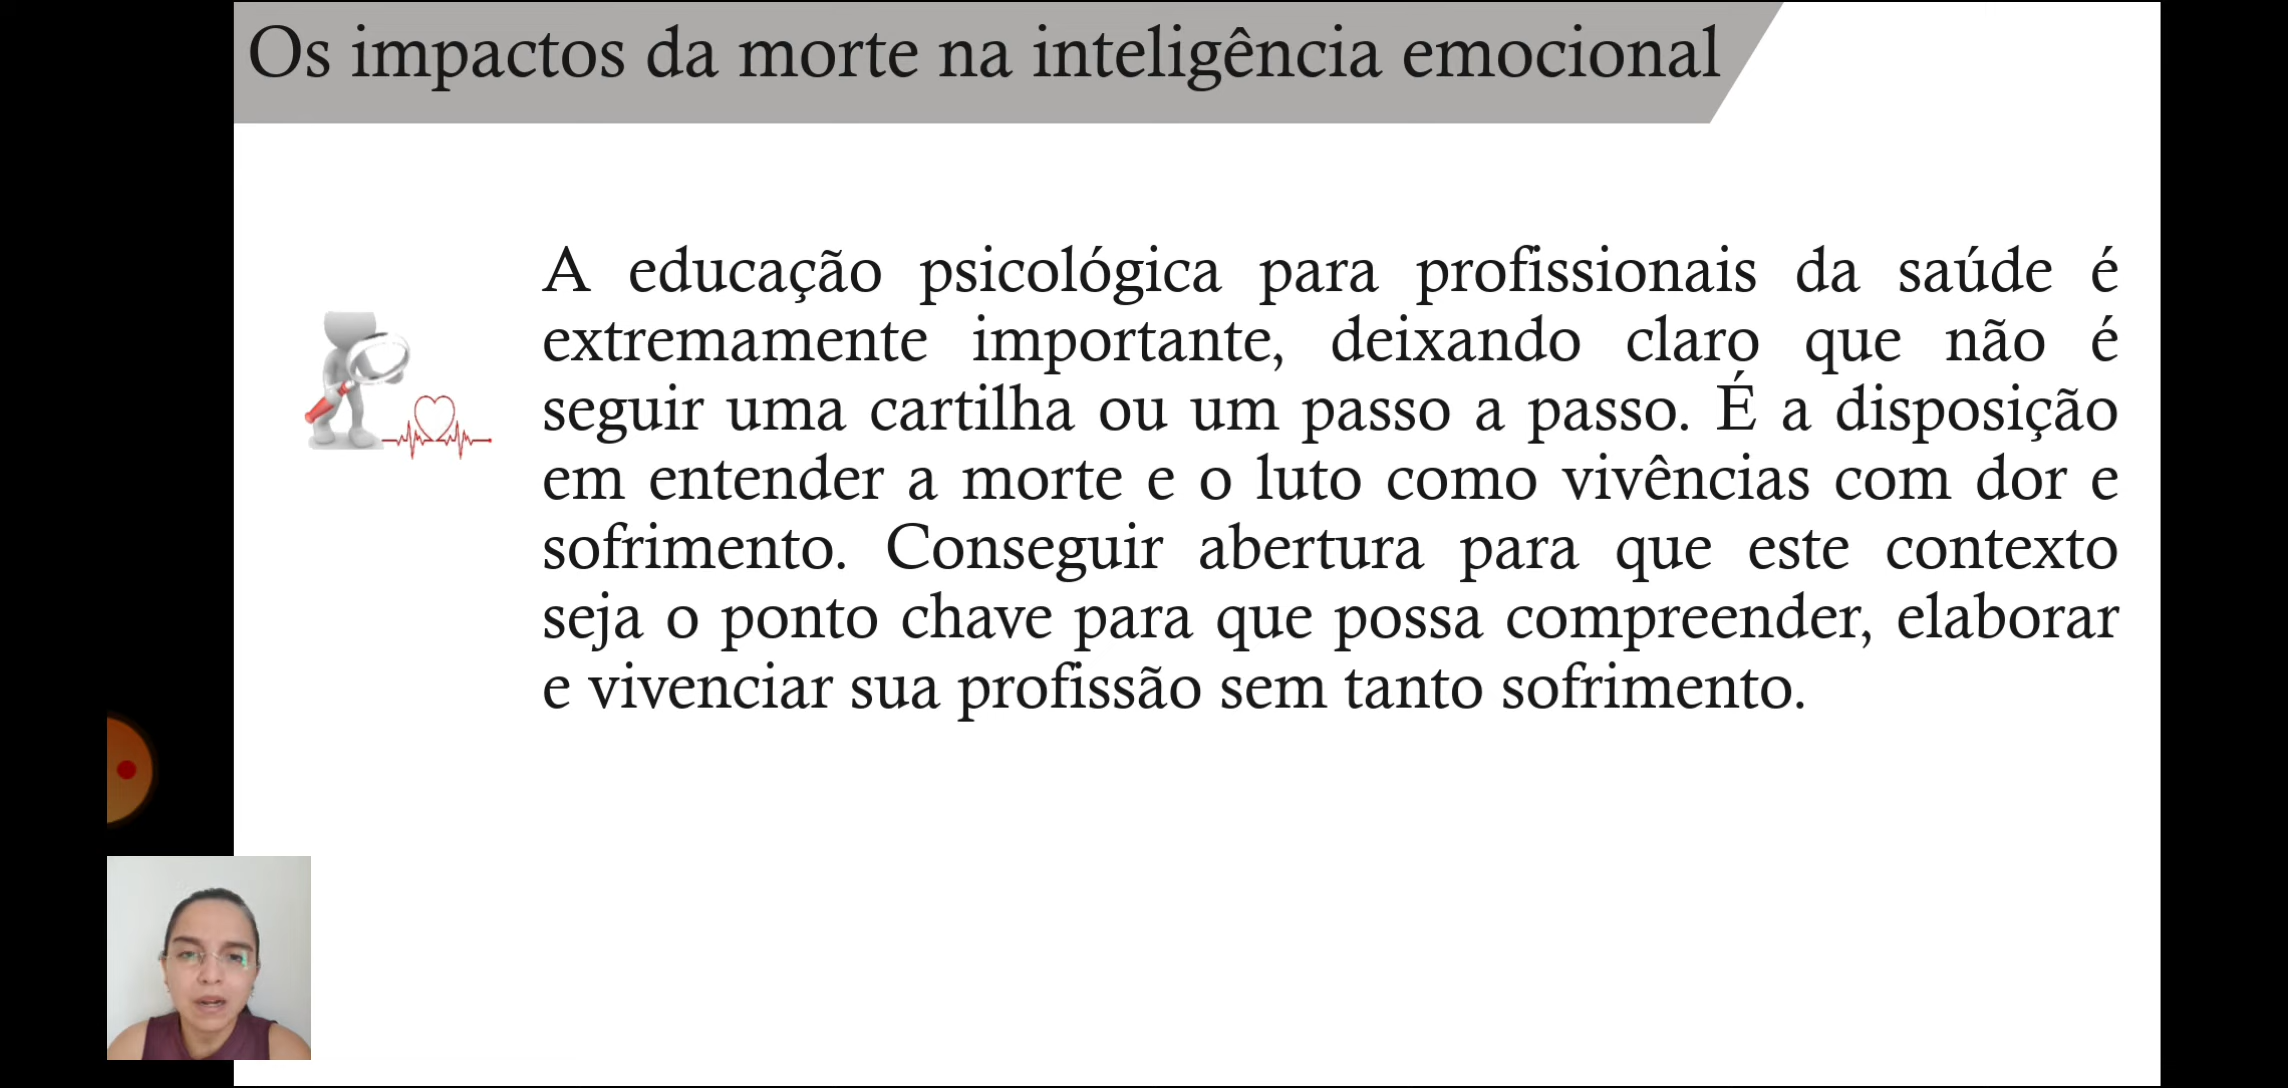 Os impactos da morte na inteligência emocional
A educação psicológica para profissionais da saúde é
extremamente importante, deixando claro que não é
seguir uma cartilha ou um passo a passo. É a disposição
em entender a morte e o luto como vivências com dor e
sofrimento. Conseguir abertura para que este contexto
seja o ponto chave para que possa compreender, elaborar
e vivenciar sua profissão sem tanto sofrimento.